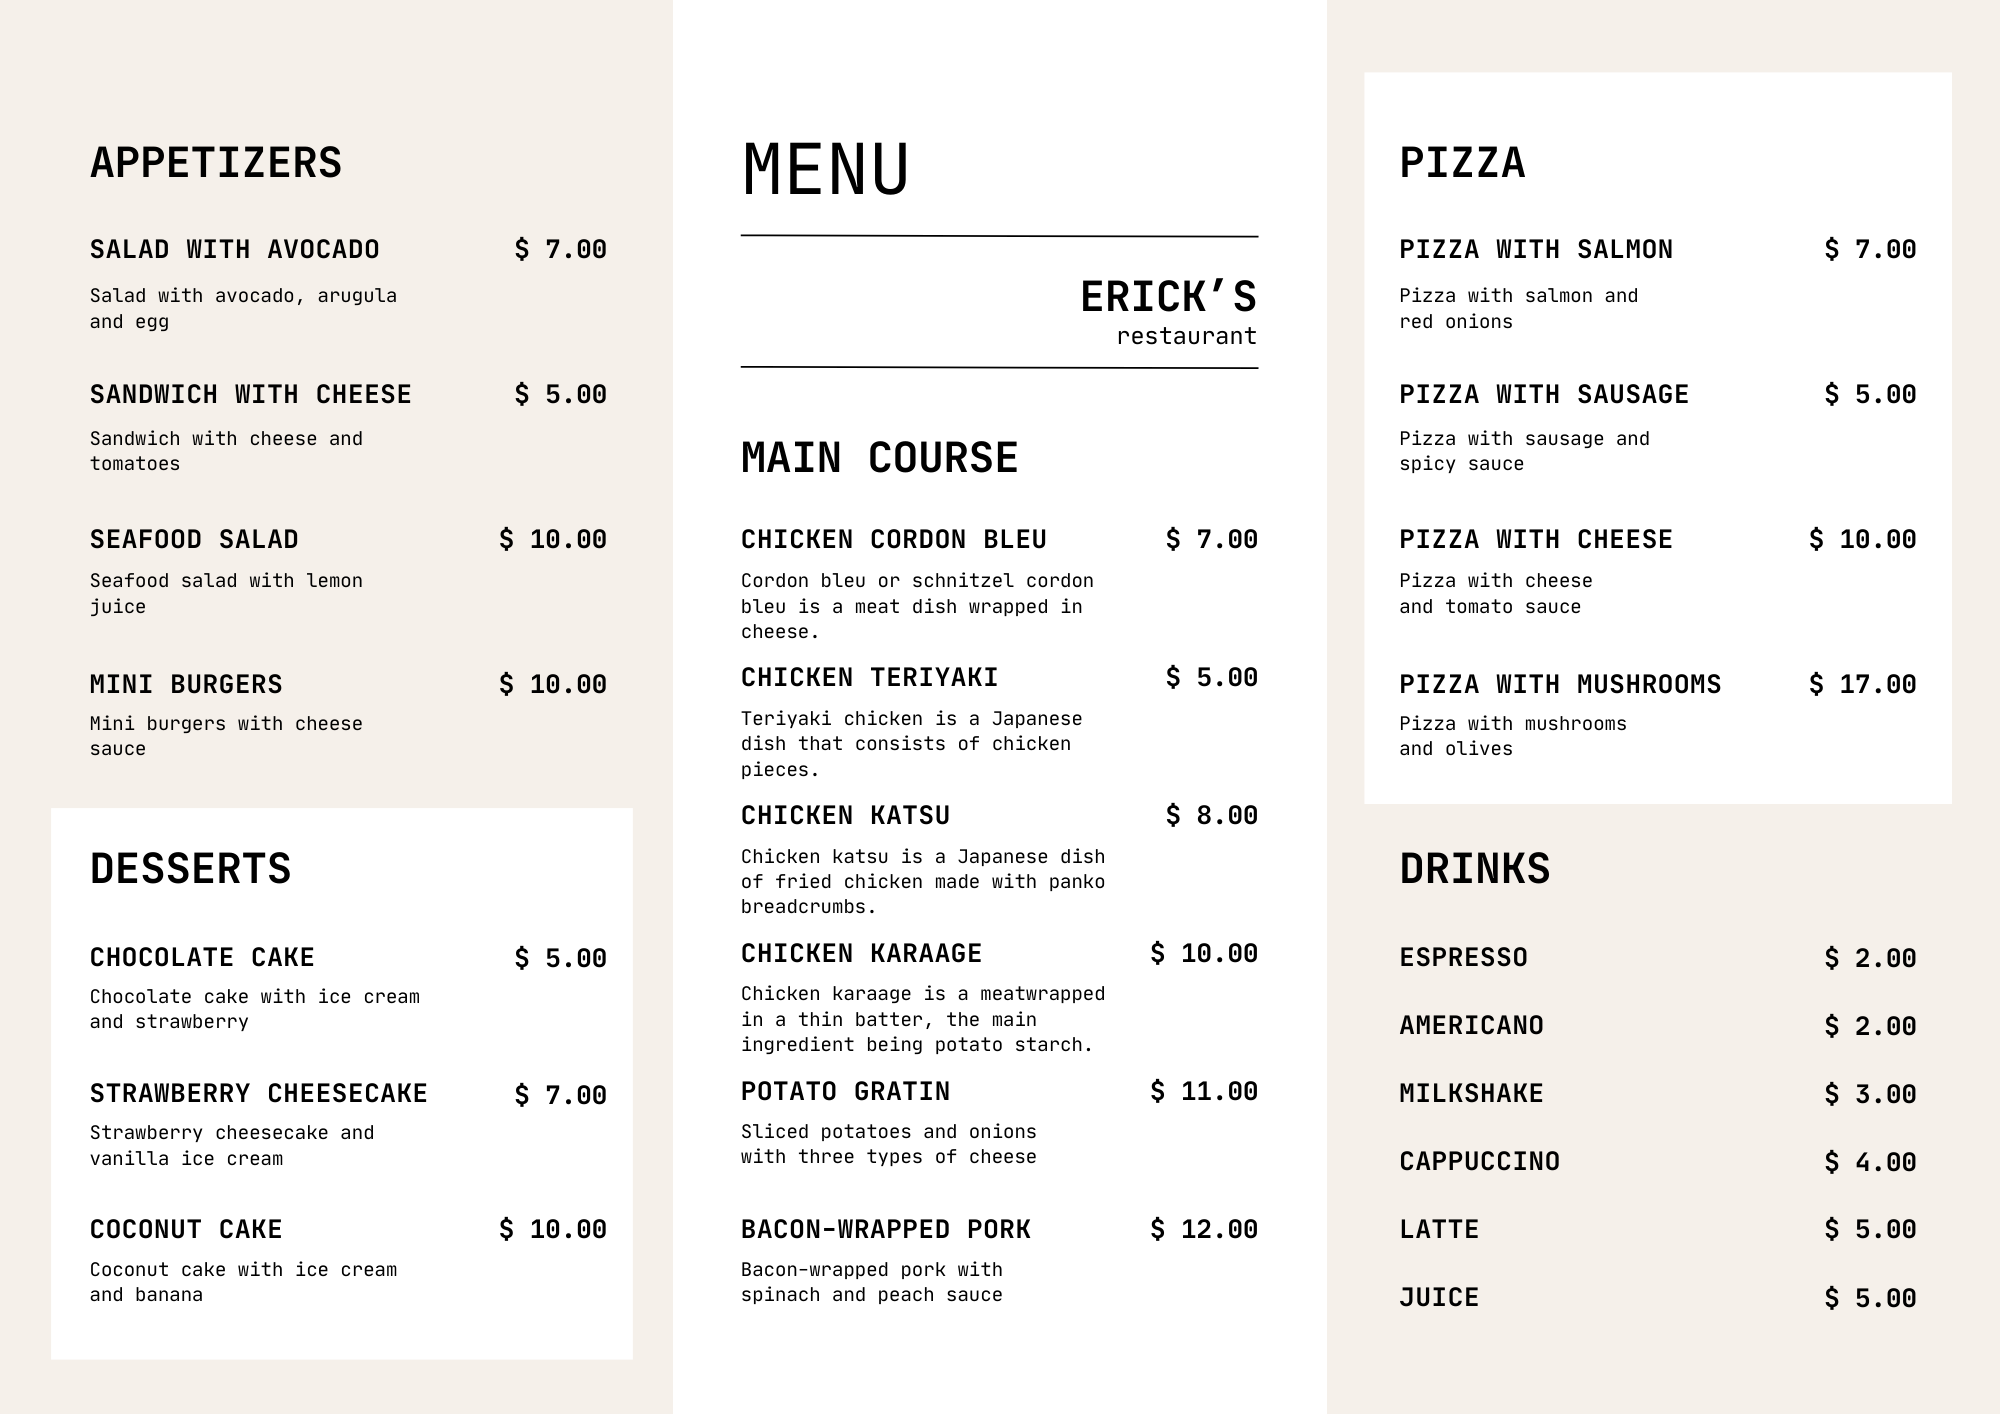 APPETIZERS
SALAD WITH AVOCADO $ 7.00
Salad with avocado, arugula
and egg
SANDWICH WITH CHEESE $ 5.00
Sandwich with cheese and
tomatoes
SEAFOOD SALAD $ 10.00
Seafood salad with lemon
juice
MINI BURGERS $ 10.00
Mini burgers with cheese
sauce
DESSERTS
CHOCOLATE CAKE $ 5.00
Chocolate cake with ice cream
and strawberry
STRAWBERRY CHEESECAKE $ 7.00
Strawberry cheesecake and
vanilla ice cream
COCONUT CAKE $ 10.00
Coconut cake with ice cream
and banana
MENU
ERICK’S
restaurant
MAIN COURSE
CHICKEN CORDON BLEU $ 7.00
Cordon bleu or schnitzel cordon
bleu is a meat dish wrapped in
cheese.
CHICKEN TERIYAKI $ 5.00
Teriyaki chicken is a Japanese
dish that consists of chicken
pieces.
CHICKEN KATSU $ 8.00
Chicken katsu is a Japanese dish
of fried chicken made with panko
breadcrumbs.
CHICKEN KARAAGE $ 10.00
Chicken karaage is a meatwrapped
in a thin batter, the main
ingredient being potato starch.
POTATO GRATIN $ 11.00
Sliced potatoes and onions
with three types of cheese
BACON-WRAPPED PORK $ 12.00
Bacon-wrapped pork with
spinach and peach sauce
PIZZA
PIZZA WITH SALMON $ 7.00
Pizza with salmon and
red onions
PIZZA WITH SAUSAGE $ 5.00
Pizza with sausage and
spicy sauce
PIZZA WITH CHEESE $ 10.00
Pizza with cheese
and tomato sauce
PIZZA WITH MUSHROOMS $ 17.00
Pizza with mushrooms
and olives
DRINKS
ESPRESSO $ 2.00
AMERICANO $ 2.00
MILKSHAKE $ 3.00
CAPPUCCINO $ 4.00
LATTE $ 5.00
JUICE $ 5.00